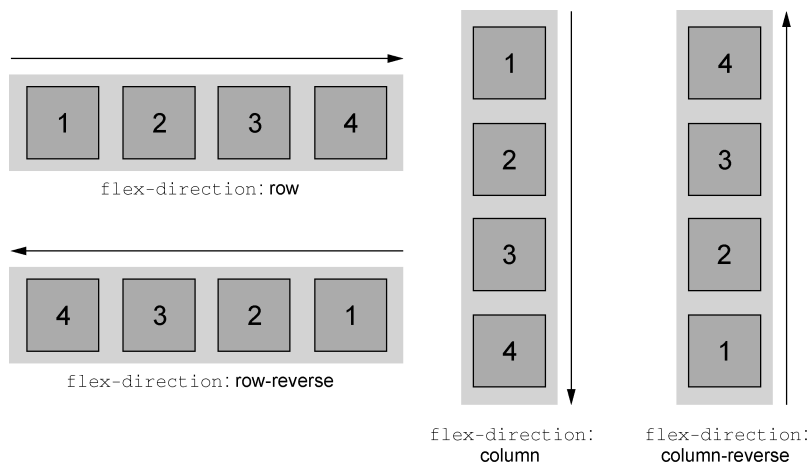 1 2 3 4
flex-direction: row
4 3 2 1
flex-direction: row-reverse
1
2
3
4
flex-direction:
column
4
3
2
1
flex-direction:
column-reverse